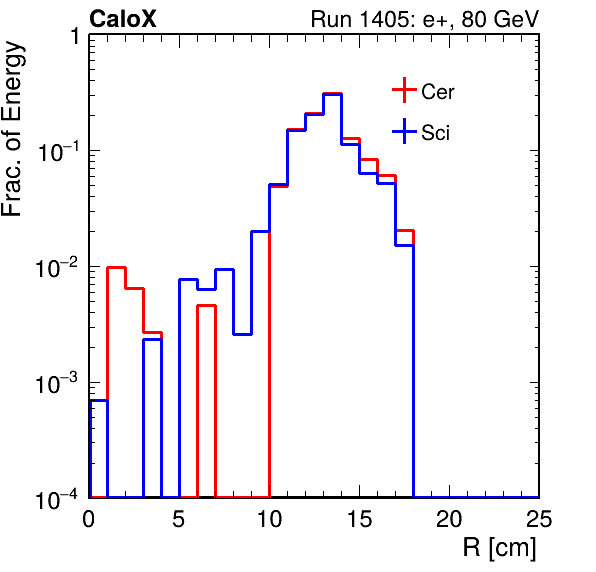 CaloX Run 1405: e+, 80 GeV
Frac. of Energy
1
10⁻¹
10⁻²
10⁻³
10⁻⁴
Cer
Sci
0 5 10 15 20 25
R [cm]